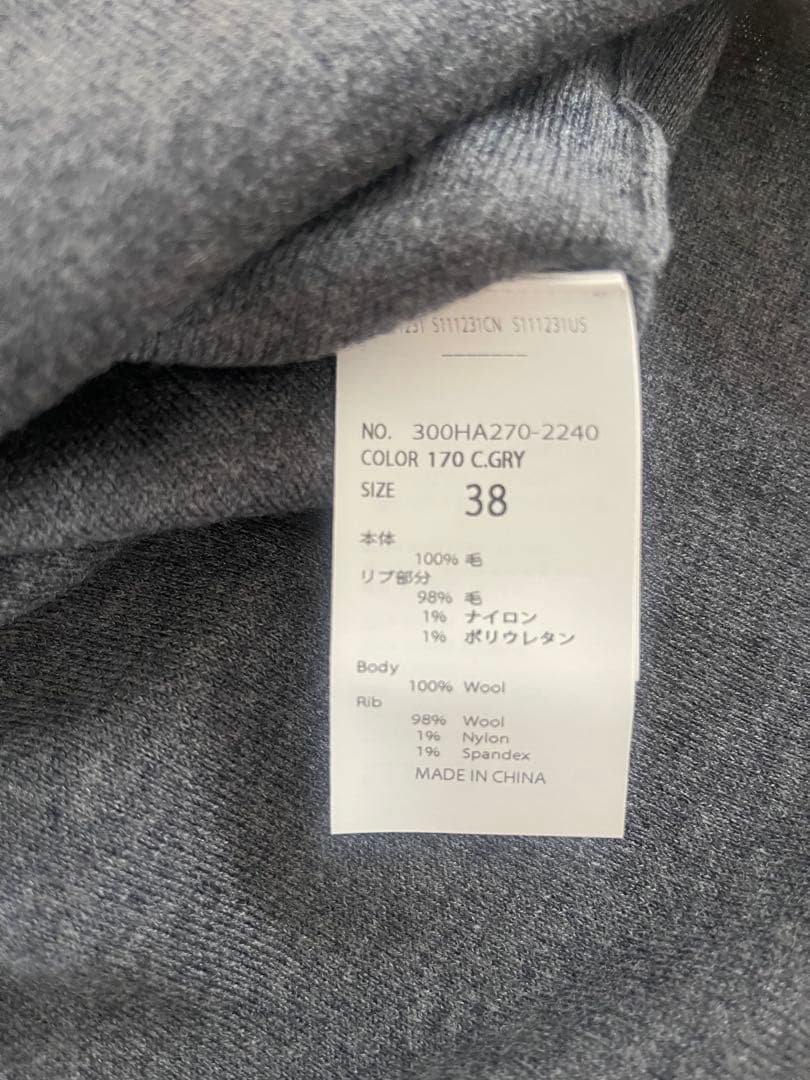 S111231CN S111231US
NO. 300HA270-2240
COLOR 170 C.GRY
SIZE 38
本体
100% 毛
リブ部分
98% 毛
1% ナイロン
1% ポリウレタン
Body
100% Wool
Rib
98% Wool
1% Nylon
1% Spandex
MADE IN CHINA